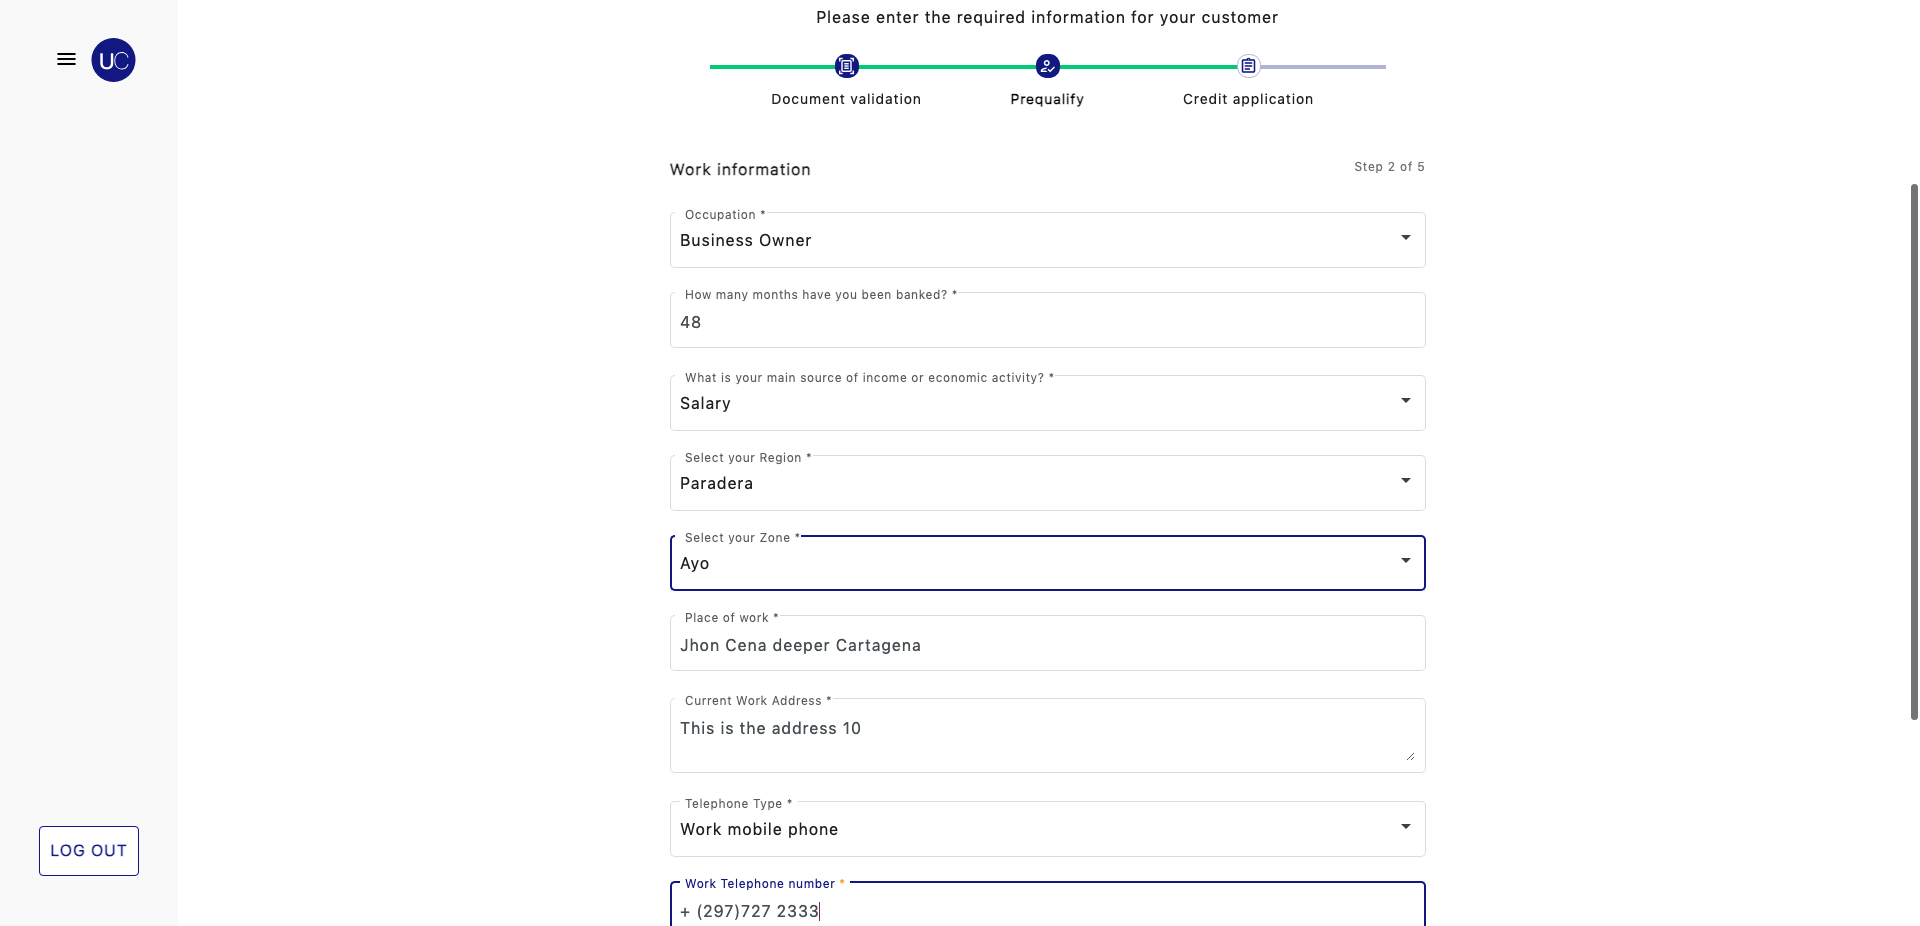 Please enter the required information for your customer
UC
Document validation
Prequalify
Credit application
Work information
Step 2 of 5
Occupation *
Business Owner
How many months have you been banked? *
48
What is your main source of income or economic activity? *
Salary
Select your Region *
Paradera
Select your Zone *
Ayo
Place of work *
Jhon Cena deeper Cartagena
Current Work Address *
This is the address 10
Telephone Type *
Work mobile phone
LOG OUT
Work Telephone number *
+ (297)727 2333